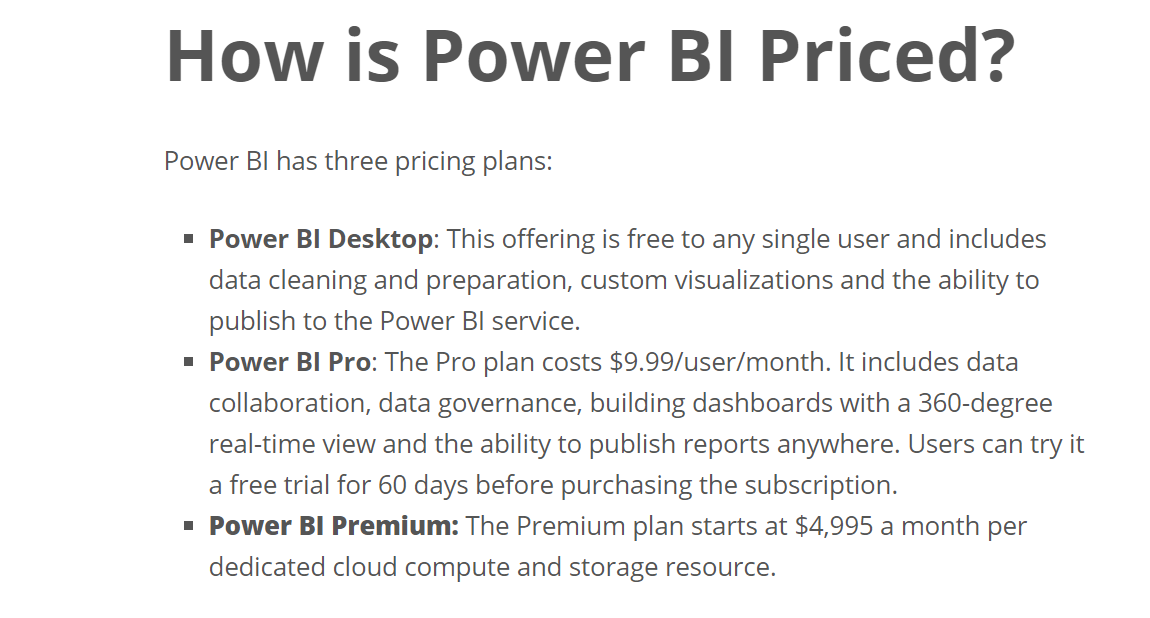 How is Power BI Priced?
Power BI has three pricing plans:
▪ Power BI Desktop: This offering is free to any single user and includes
data cleaning and preparation, custom visualizations and the ability to
publish to the Power BI service.
▪ Power BI Pro: The Pro plan costs $9.99/user/month. It includes data
collaboration, data governance, building dashboards with a 360-degree
real-time view and the ability to publish reports anywhere. Users can try it
a free trial for 60 days before purchasing the subscription.
▪ Power BI Premium: The Premium plan starts at $4,995 a month per
dedicated cloud compute and storage resource.